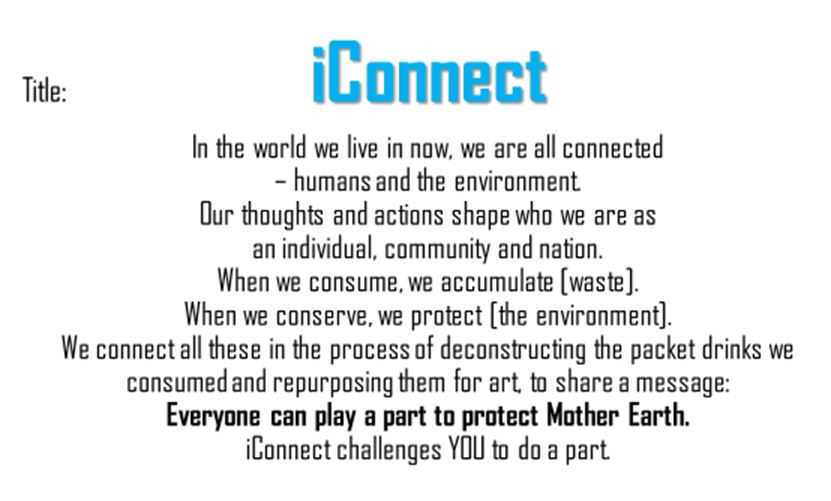 Title: iConnect
In the world we live in now, we are all connected
– humans and the environment.
Our thoughts and actions shape who we are as
an individual, community and nation.
When we consume, we accumulate [waste].
When we conserve, we protect [the environment].
We connect all these in the process of deconstructing the packet drinks we
consumed and repurposing them for art, to share a message:
Everyone can play a part to protect Mother Earth.
iConnect challenges YOU to do a part.